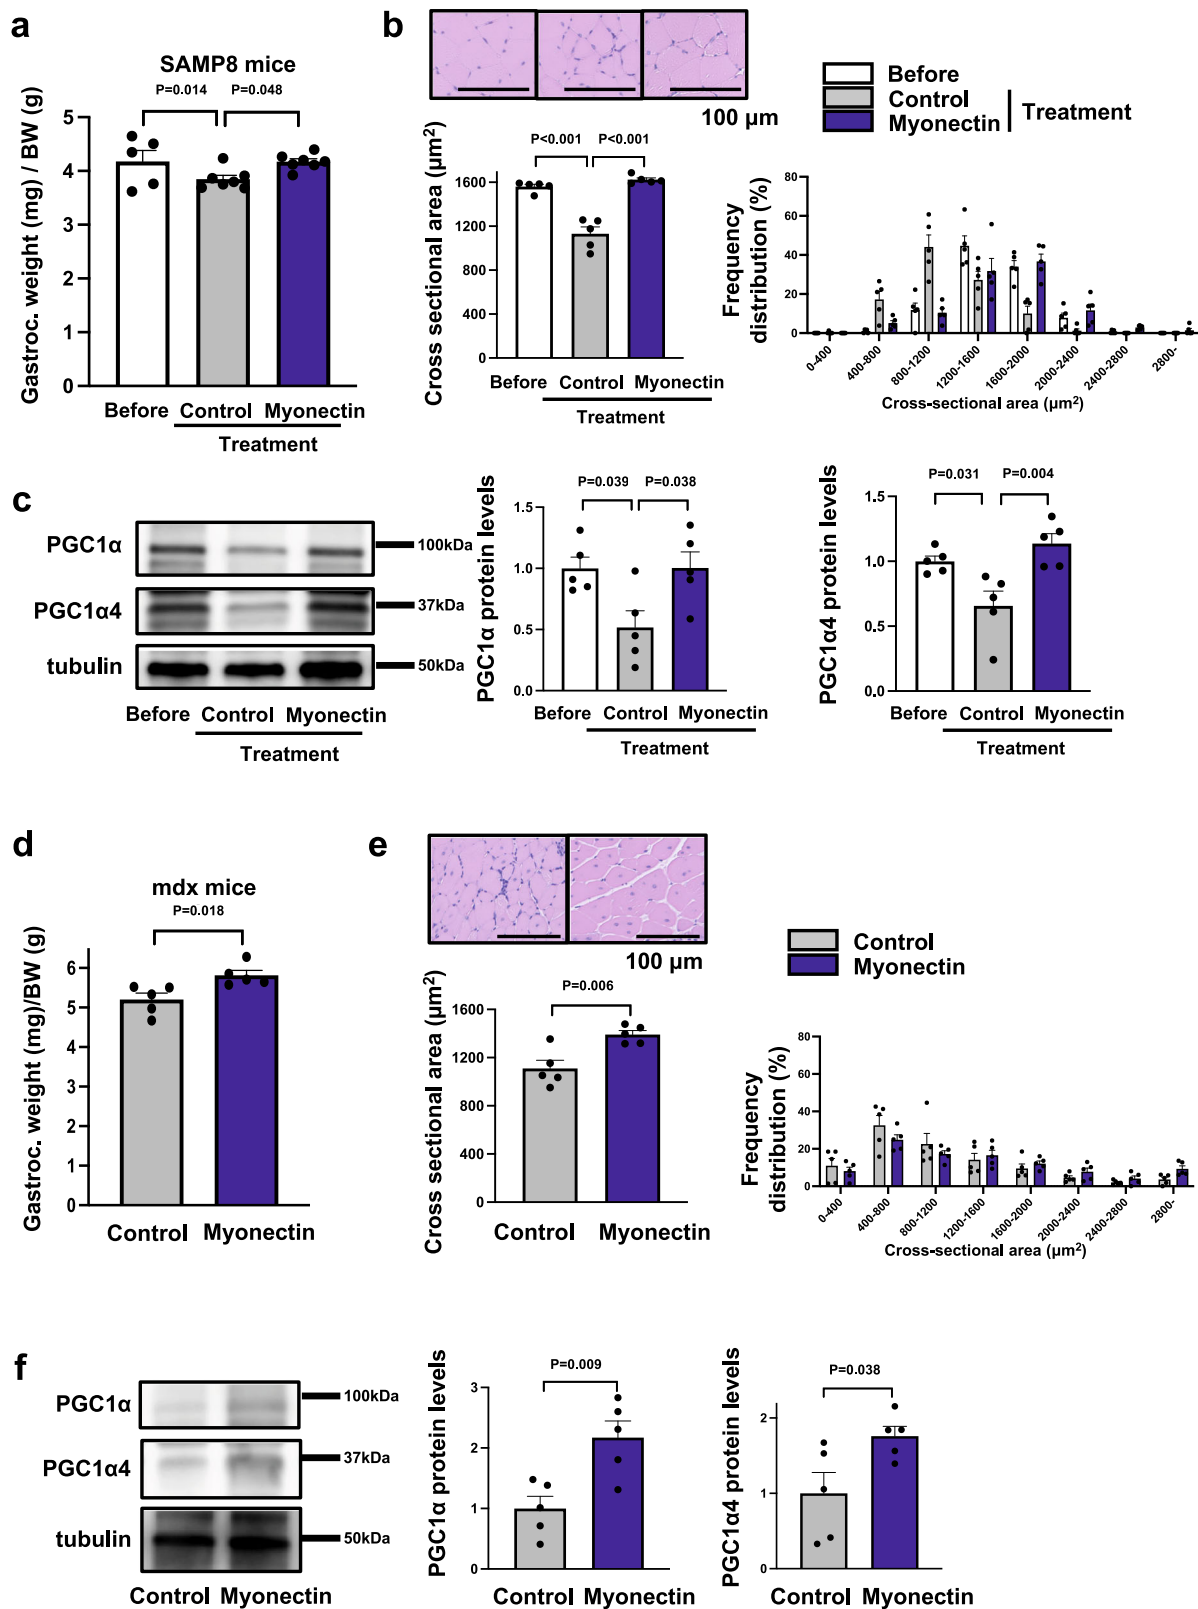 a
SAMP8 mice
P=0.014
P=0.048
Gastroc. weight (mg) / BW (g)
5
4
3
2
1
0
Before
Control
Myonectin
Treatment
b
100 μm
P<0.001
P<0.001
Cross sectional area (μm²)
1600
1200
800
400
0
Before
Control
Myonectin
Treatment
Before
Control
Myonectin
Treatment
Frequency
distribution (%)
80
60
40
20
0
0-400
400-800
800-1200
1200-1600
1600-2000
2000-2400
2400-2800
2800-
Cross-sectional area (μm²)
c
PGC1α
100kDa
PGC1α4
37kDa
tubulin
50kDa
Before
Control
Myonectin
Treatment
P=0.039
P=0.038
PGC1α protein levels
1.5
1.0
0.5
0.0
Before
Control
Myonectin
Treatment
P=0.031
P=0.004
PGC1α4 protein levels
1.5
1.0
0.5
0.0
Before
Control
Myonectin
Treatment
d
mdx mice
P=0.018
Gastroc. weight (mg)/BW (g)
6
5
4
3
2
1
0
Control
Myonectin
e
100 μm
P=0.006
Cross sectional area (μm²)
1600
1200
800
400
0
Control
Myonectin
Control
Myonectin
Frequency
distribution (%)
80
60
40
20
0
0-400
400-800
800-1200
1200-1600
1600-2000
2000-2400
2400-2800
2800-
Cross-sectional area (μm²)
f
PGC1α
100kDa
PGC1α4
37kDa
tubulin
50kDa
Control
Myonectin
P=0.009
PGC1α protein levels
3
2
1
0
Control
Myonectin
P=0.038
PGC1α4 protein levels
2
1
0
Control
Myonectin